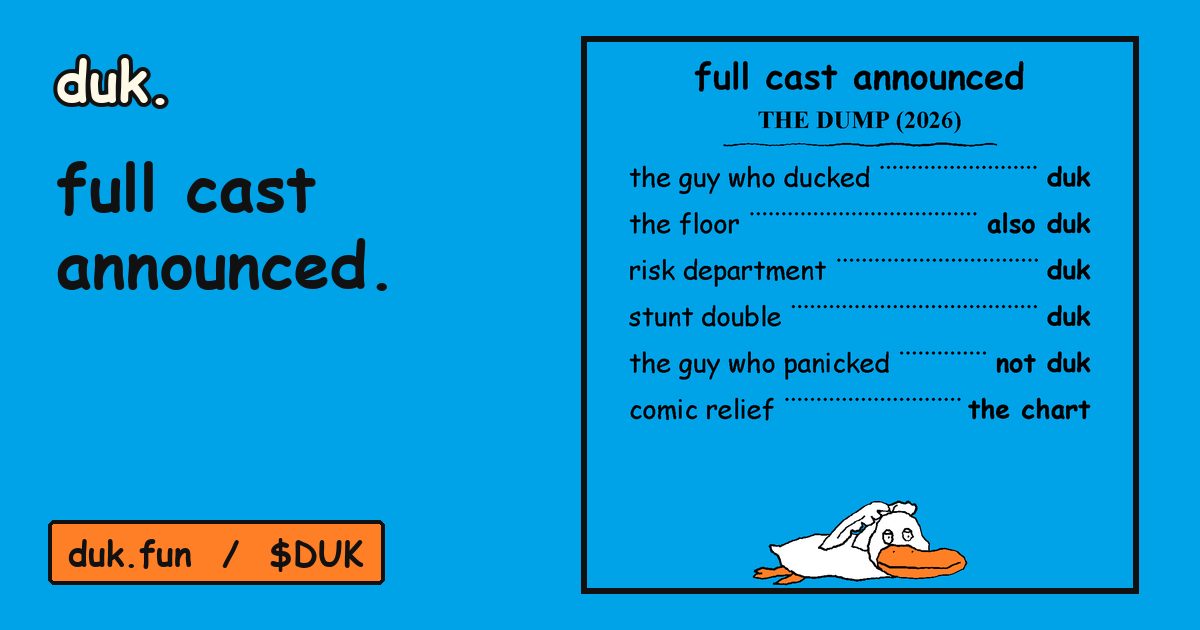 duk.
full cast
announced.
duk.fun / $DUK
full cast announced
THE DUMP (2026)
the guy who ducked duk
the floor also duk
risk department duk
stunt double duk
the guy who panicked not duk
comic relief the chart